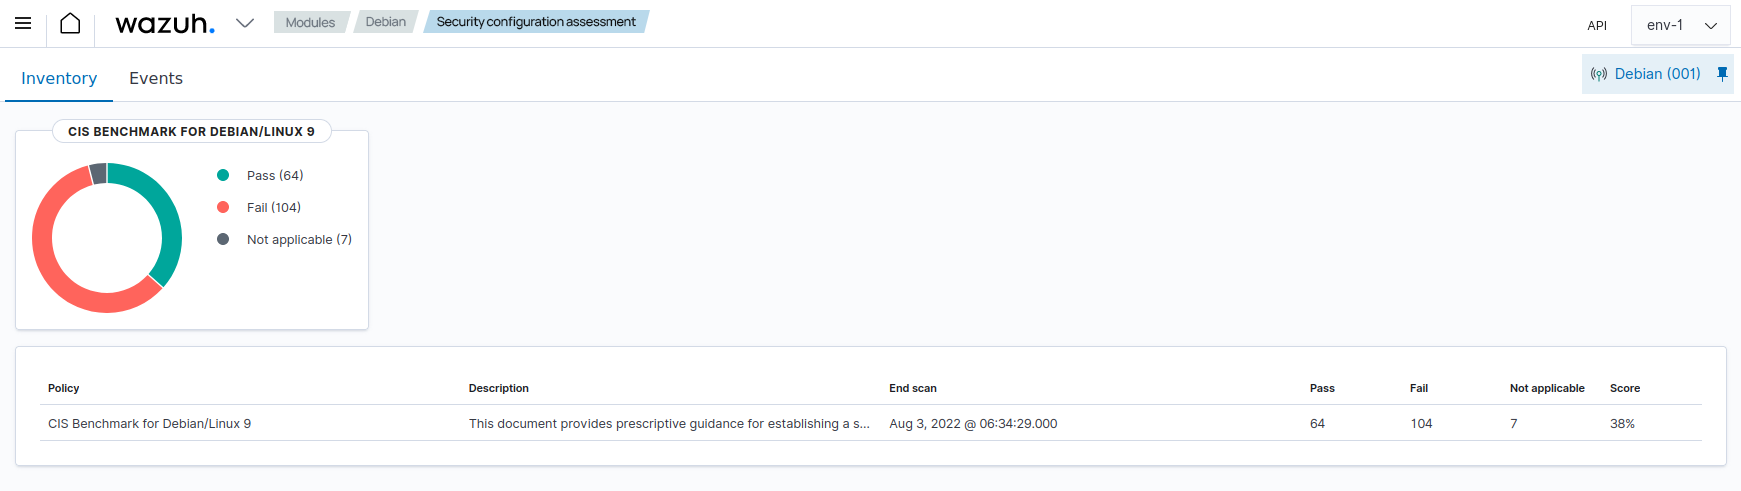 wazuh. Modules Debian Security configuration assessment API env-1
Inventory Events Debian (001)
CIS BENCHMARK FOR DEBIAN/LINUX 9
Pass (64)
Fail (104)
Not applicable (7)
Policy Description End scan Pass Fail Not applicable Score
CIS Benchmark for Debian/Linux 9 This document provides prescriptive guidance for establishing a s... Aug 3, 2022 @ 06:34:29.000 64 104 7 38%